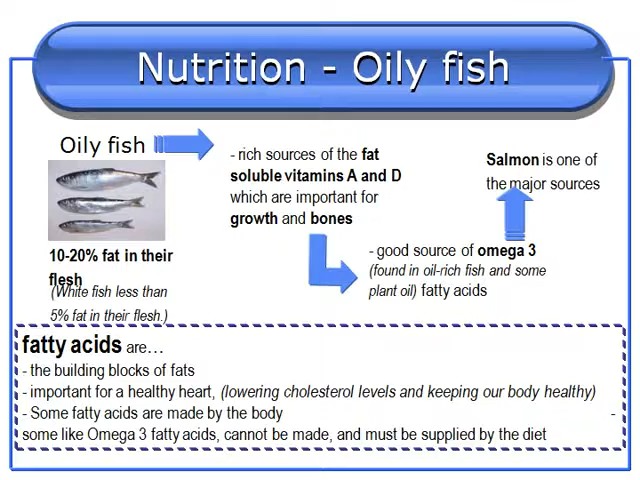 Nutrition - Oily fish
Oily fish
10-20% fat in their
flesh
(White fish less than
5% fat in their flesh.)
- rich sources of the fat
soluble vitamins A and D
which are important for
growth and bones
- good source of omega 3
(found in oil-rich fish and some
plant oil) fatty acids
Salmon is one of
the major sources
fatty acids are…
- the building blocks of fats
- important for a healthy heart, (lowering cholesterol levels and keeping our body healthy)
- Some fatty acids are made by the body -
some like Omega 3 fatty acids, cannot be made, and must be supplied by the diet